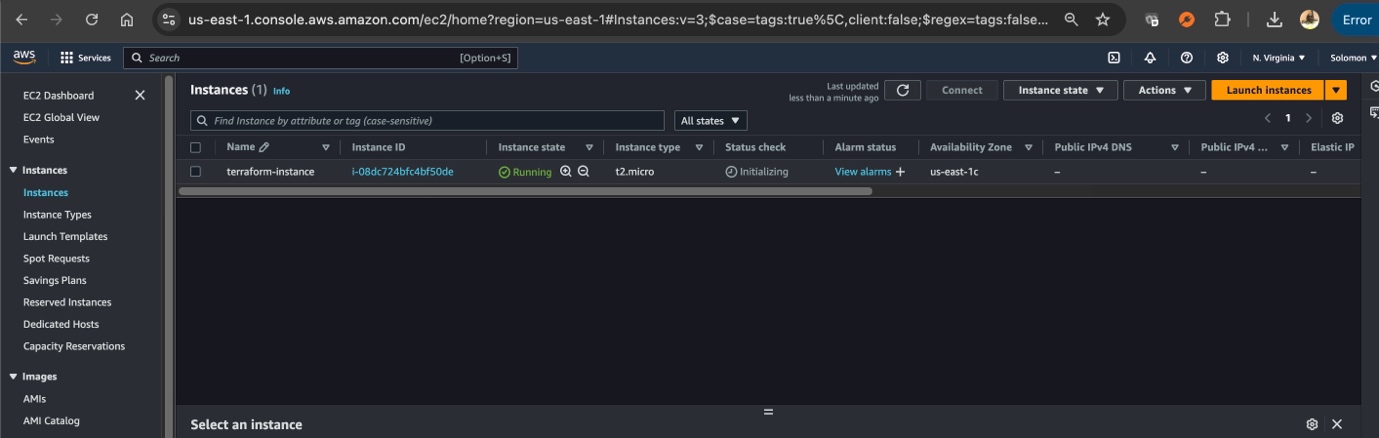 us-east-1.console.aws.amazon.com/ec2/home?region=us-east-1#Instances:v=3;$case=tags:true%5C,client:false;$regex=tags:false... Error
aws Services Search [Option+S] N. Virginia Solomon
EC2 Dashboard
EC2 Global View
Events
Instances
Instances
Instance Types
Launch Templates
Spot Requests
Savings Plans
Reserved Instances
Dedicated Hosts
Capacity Reservations
Images
AMIs
AMI Catalog
Instances (1) Info
Last updated
less than a minute ago
Connect Instance state Actions Launch instances
Find Instance by attribute or tag (case-sensitive) All states 1
Name Instance ID Instance state Instance type Status check Alarm status Availability Zone Public IPv4 DNS Public IPv4 ... Elastic IP
terraform-instance i-08dc724bfc4bf50de Running t2.micro Initializing View alarms + us-east-1c – – –
Select an instance